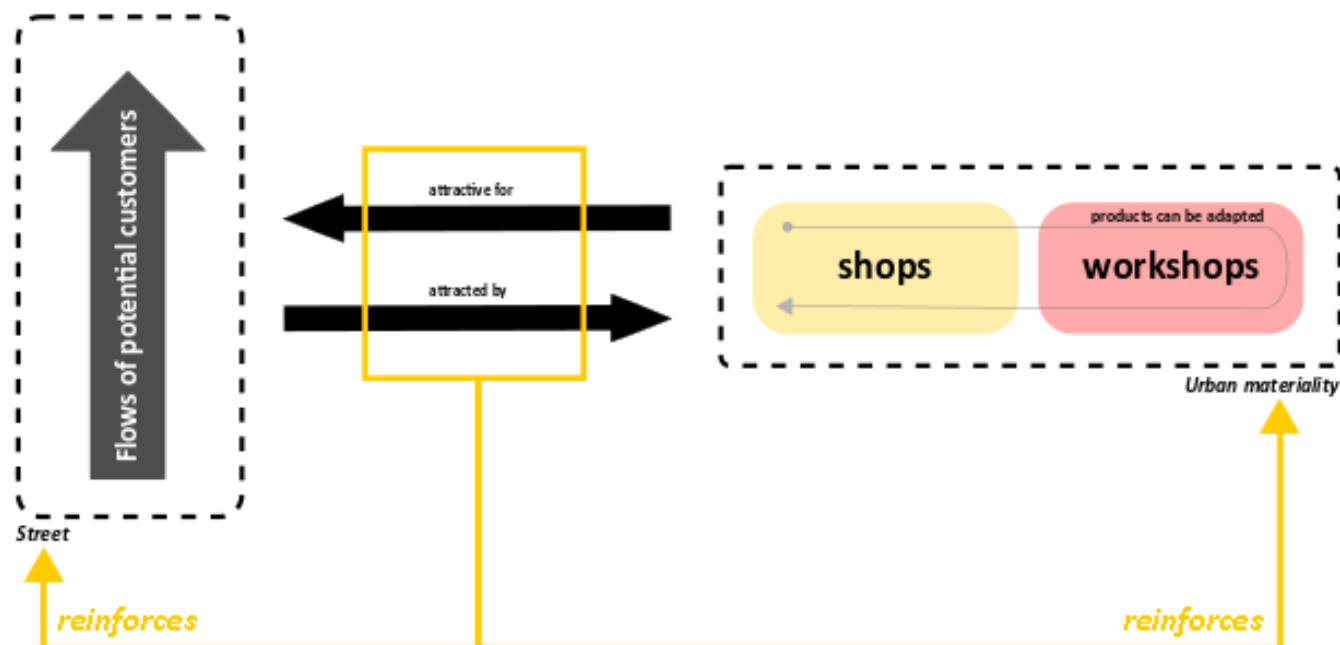 Flows of potential customers
attractive for
attracted by
products can be adapted
shops
workshops
Urban materiality
Street
reinforces
reinforces